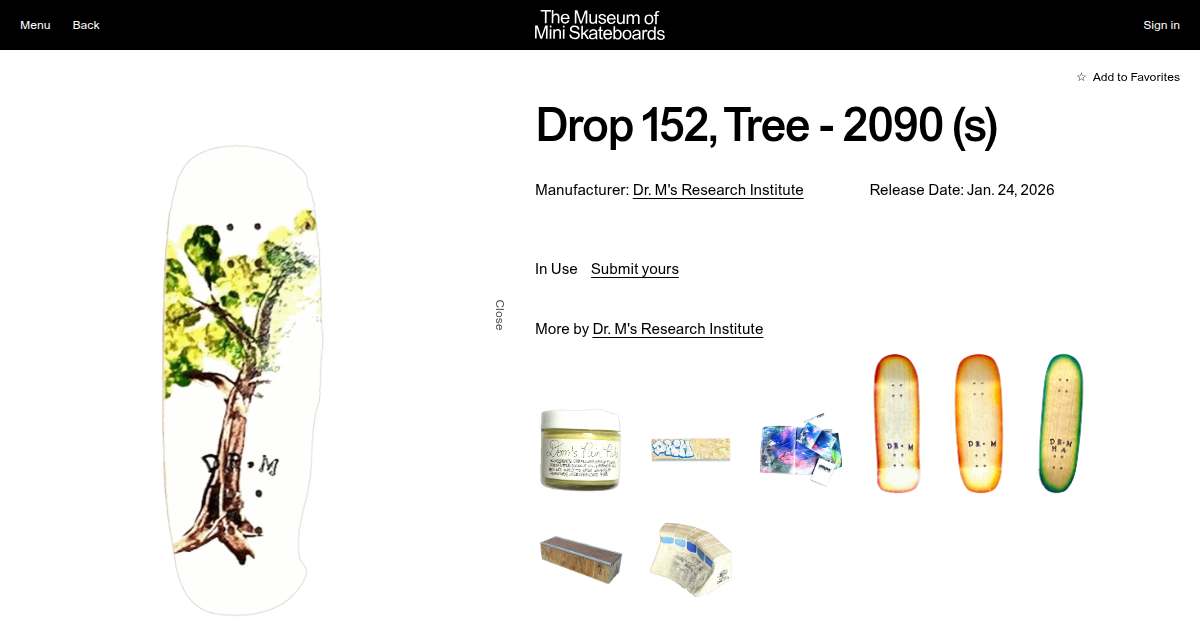 Menu
Back
The Museum of
Mini Skateboards
Sign in
☆ Add to Favorites
Drop 152, Tree - 2090 (s)
Manufacturer: Dr. M's Research Institute
Release Date: Jan. 24, 2026
In Use
Submit yours
Close
More by Dr. M's Research Institute
DR•M
DR•M
DR•M
DR•M